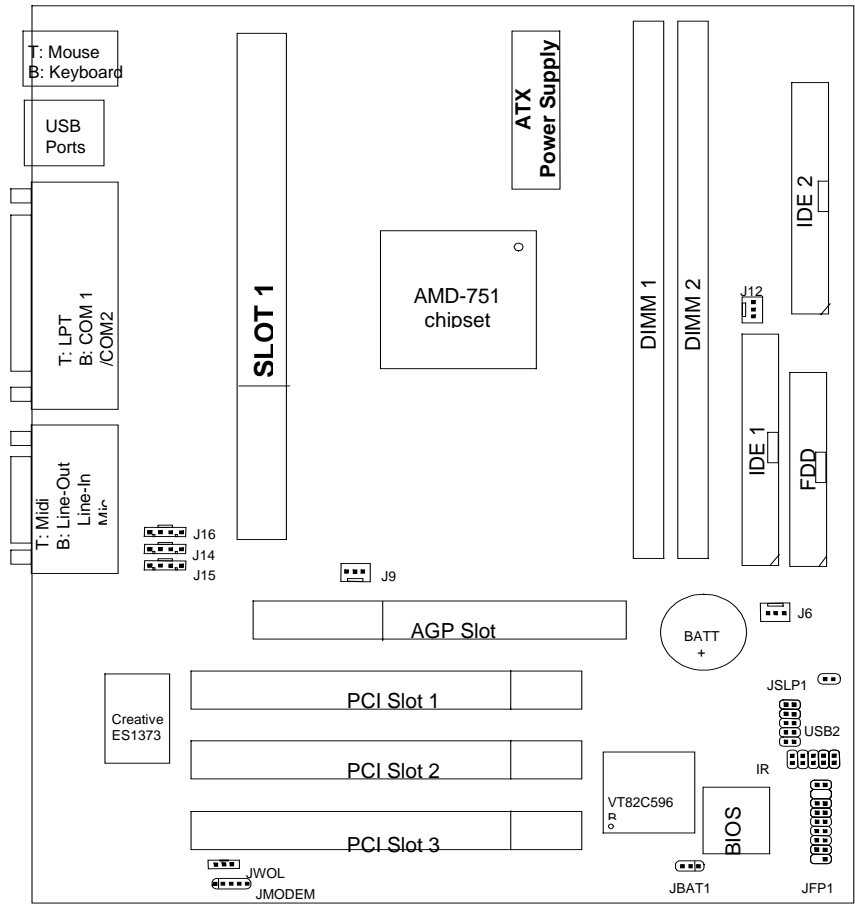 T: Mouse
B: Keyboard
USB
Ports
T: LPT
B: COM 1
/COM2
T: Midi
B: Line-Out
Line-In
Mic
SLOT 1
ATX
Power Supply
AMD-751
chipset
DIMM 1
DIMM 2
IDE 2
J12
IDE 1
FDD
J16
J14
J15
J9
AGP Slot
BATT
+
J6
Creative
ES1373
PCI Slot 1
PCI Slot 2
PCI Slot 3
JSLP1
USB2
IR
VT82C596
B
BIOS
JWOL
JMODEM
JBAT1
JFP1